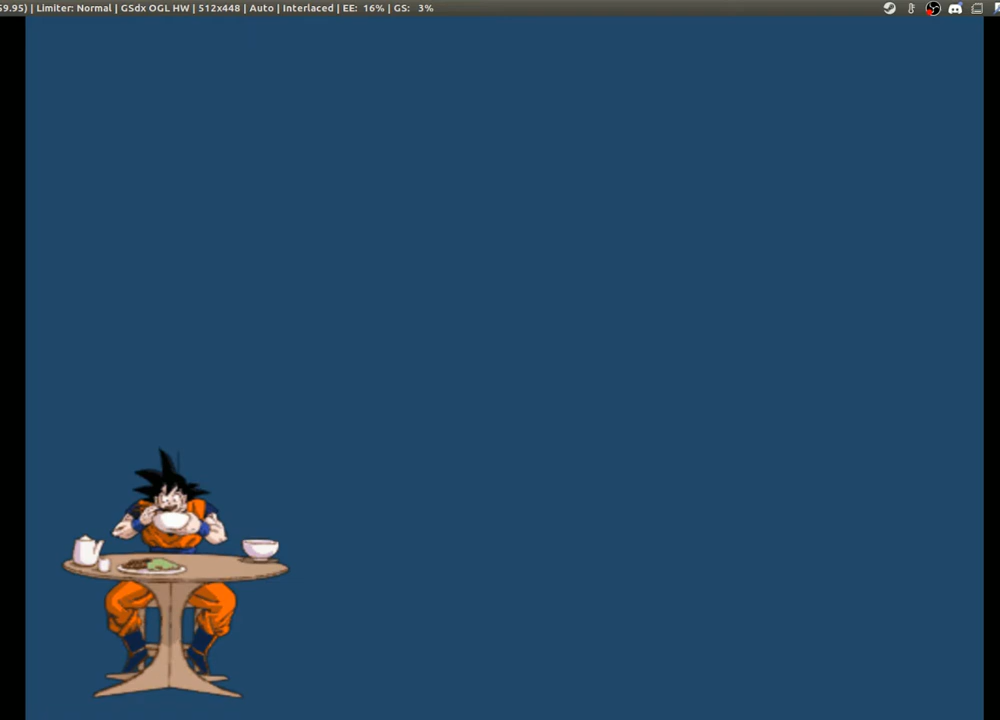 59.95) | Limiter: Normal | GSdx OGL HW | 512x448 | Auto | Interlaced | EE: 16% | GS: 3%